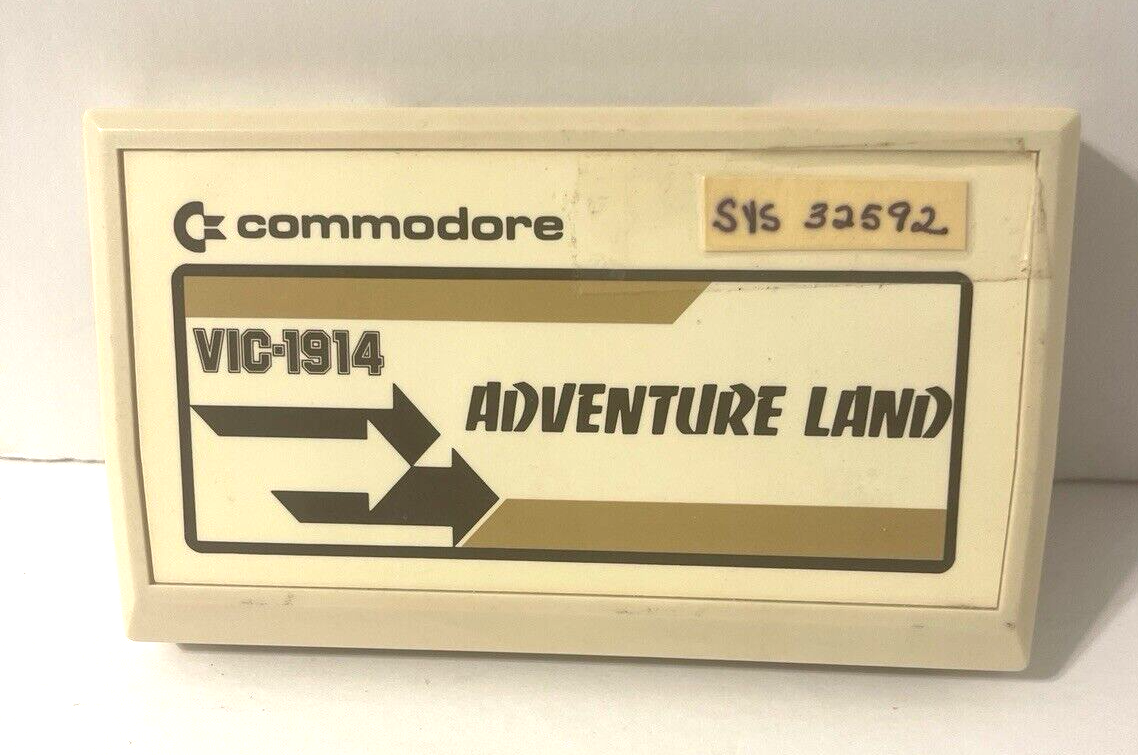 commodore
SYS 32592
VIC-1914
ADVENTURE LAND